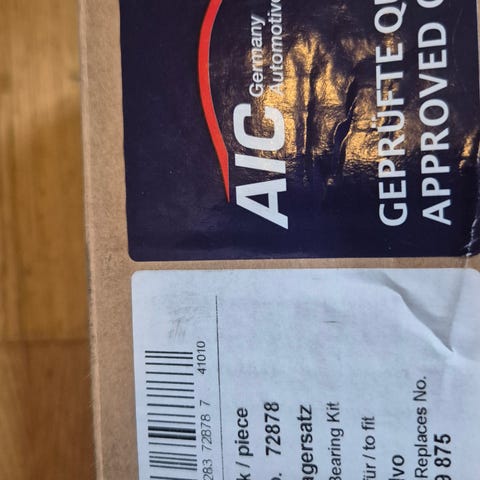 AIC Germany
Automotive
GEPRÜFTE QU
APPROVED
41010
283 72878 7
k / piece
o. 72878
agersatz
Bearing Kit
für / to fit
lvo
Replaces No.
9 875